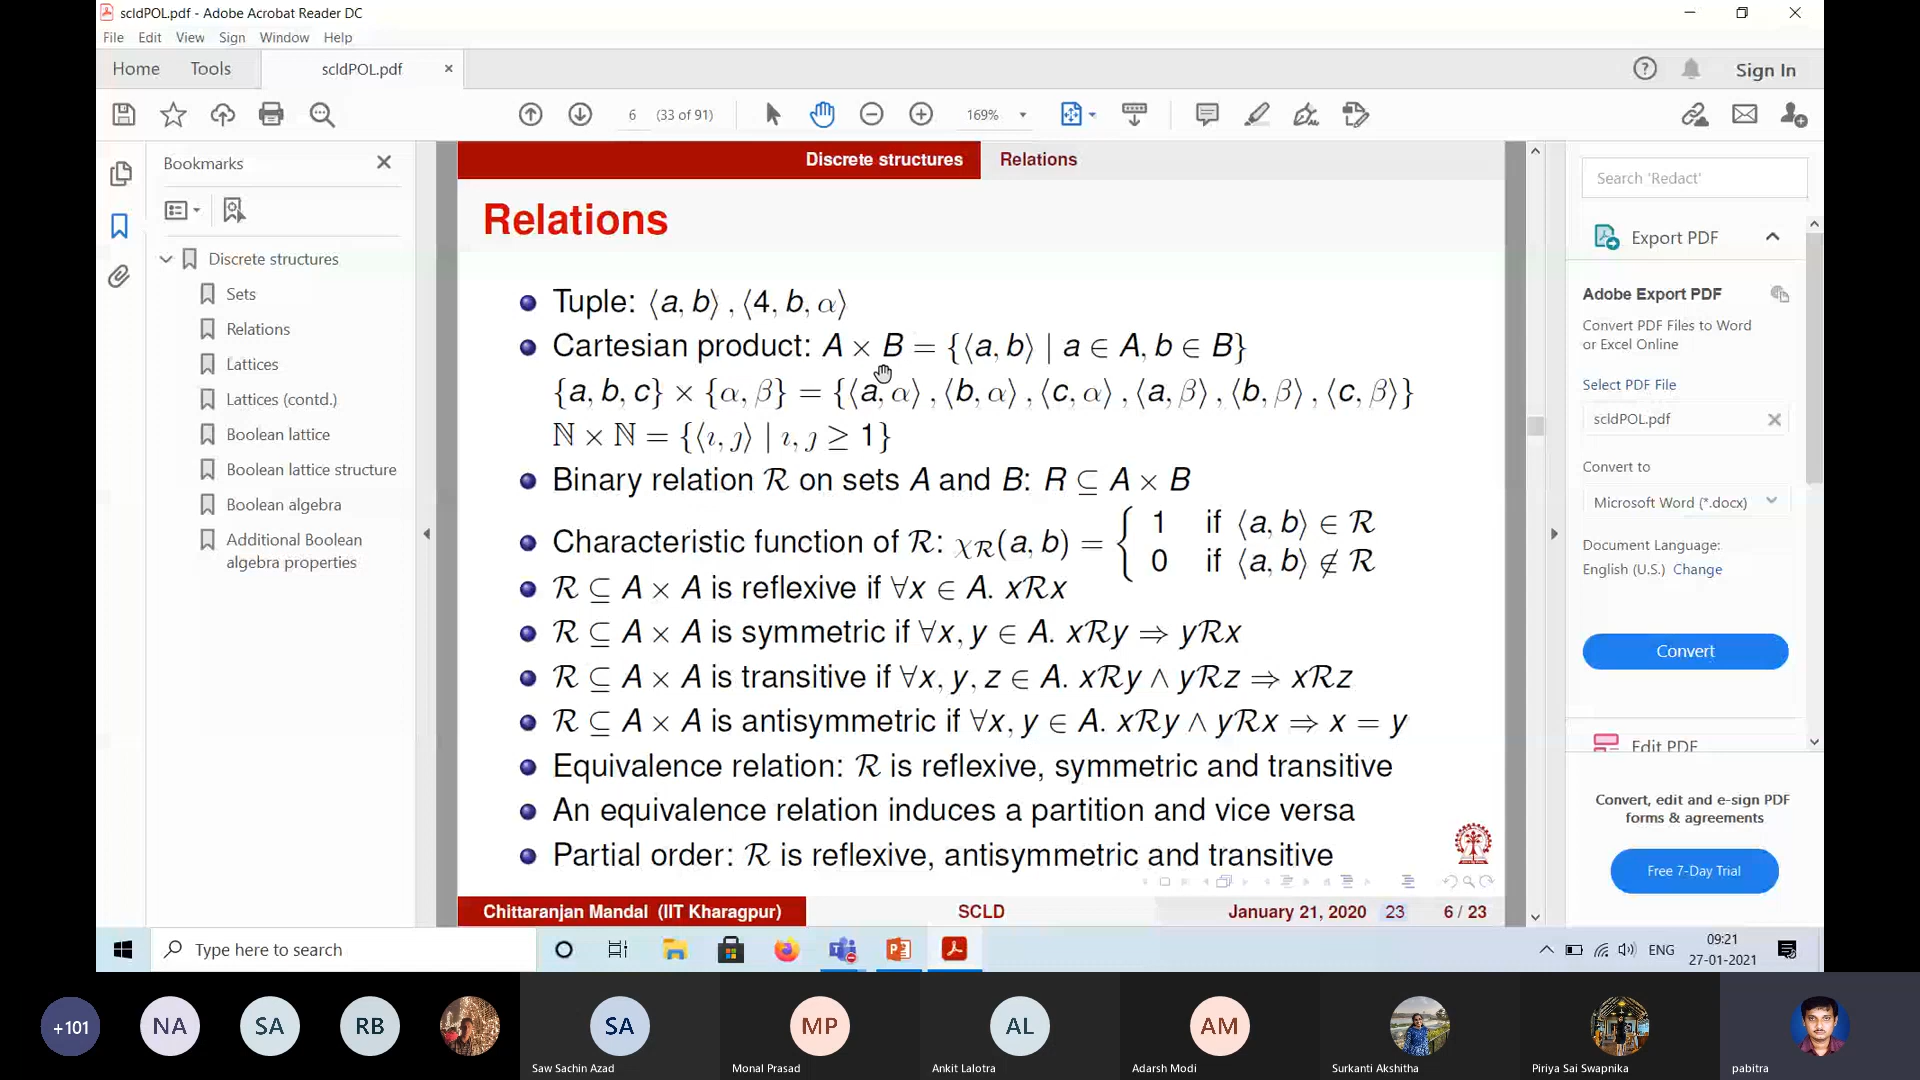 scldPOL.pdf - Adobe Acrobat Reader DC
File Edit View Sign Window Help
Home Tools scldPOL.pdf × Sign In
6 (33 of 91) 169%
Bookmarks
Discrete structures
Sets
Relations
Lattices
Lattices (contd.)
Boolean lattice
Boolean lattice structure
Boolean algebra
Additional Boolean
algebra properties
Discrete structures Relations
Relations
Tuple: ⟨a, b⟩ , ⟨4, b, α⟩
Cartesian product: A × B = {⟨a, b⟩ | a ∈ A, b ∈ B}
{a, b, c} × {α, β} = {⟨a, α⟩ , ⟨b, α⟩ , ⟨c, α⟩ , ⟨a, β⟩ , ⟨b, β⟩ , ⟨c, β⟩}
ℕ × ℕ = {⟨ı, ȷ⟩ | ı, ȷ ≥ 1}
Binary relation ℛ on sets A and B: R ⊆ A × B
Characteristic function of ℛ: χℛ(a, b) = { 1 if ⟨a, b⟩ ∈ ℛ
0 if ⟨a, b⟩ ∉ ℛ
ℛ ⊆ A × A is reflexive if ∀x ∈ A. xℛx
ℛ ⊆ A × A is symmetric if ∀x, y ∈ A. xℛy ⇒ yℛx
ℛ ⊆ A × A is transitive if ∀x, y, z ∈ A. xℛy ∧ yℛz ⇒ xℛz
ℛ ⊆ A × A is antisymmetric if ∀x, y ∈ A. xℛy ∧ yℛx ⇒ x = y
Equivalence relation: ℛ is reflexive, symmetric and transitive
An equivalence relation induces a partition and vice versa
Partial order: ℛ is reflexive, antisymmetric and transitive
Chittaranjan Mandal (IIT Kharagpur) SCLD January 21, 2020 23 6 / 23
Search 'Redact'
Export PDF
Adobe Export PDF
Convert PDF Files to Word
or Excel Online
Select PDF File
scldPOL.pdf
Convert to
Microsoft Word (*.docx)
Document Language:
English (U.S.) Change
Convert
Edit PDF
Convert, edit and e-sign PDF
forms & agreements
Free 7-Day Trial
Type here to search
ENG
09:21
27-01-2021
+101 NA SA RB SA MP AL AM
Saw Sachin Azad Monal Prasad Ankit Lalotra Adarsh Modi Surkanti Akshitha Piriya Sai Swapnika pabitra